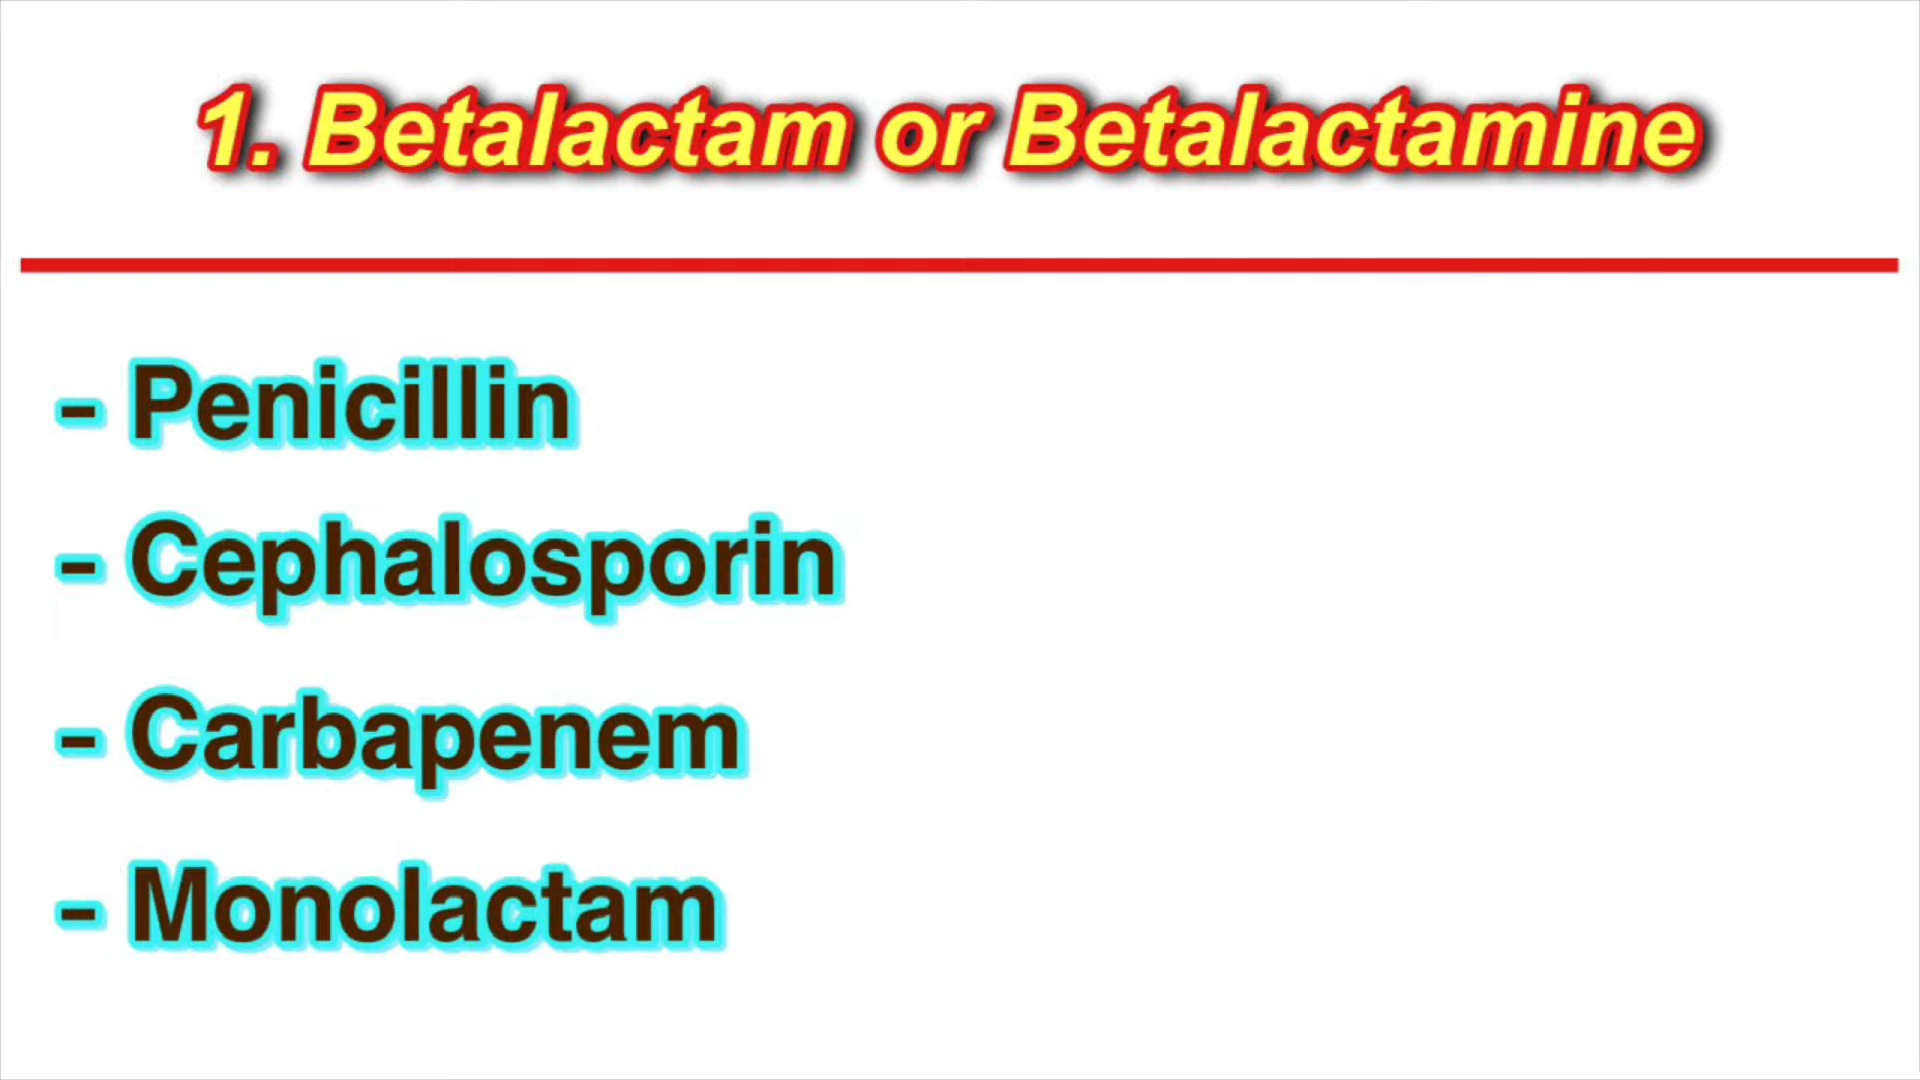 1. Betalactam or Betalactamine
- Penicillin
- Cephalosporin
- Carbapenem
- Monolactam